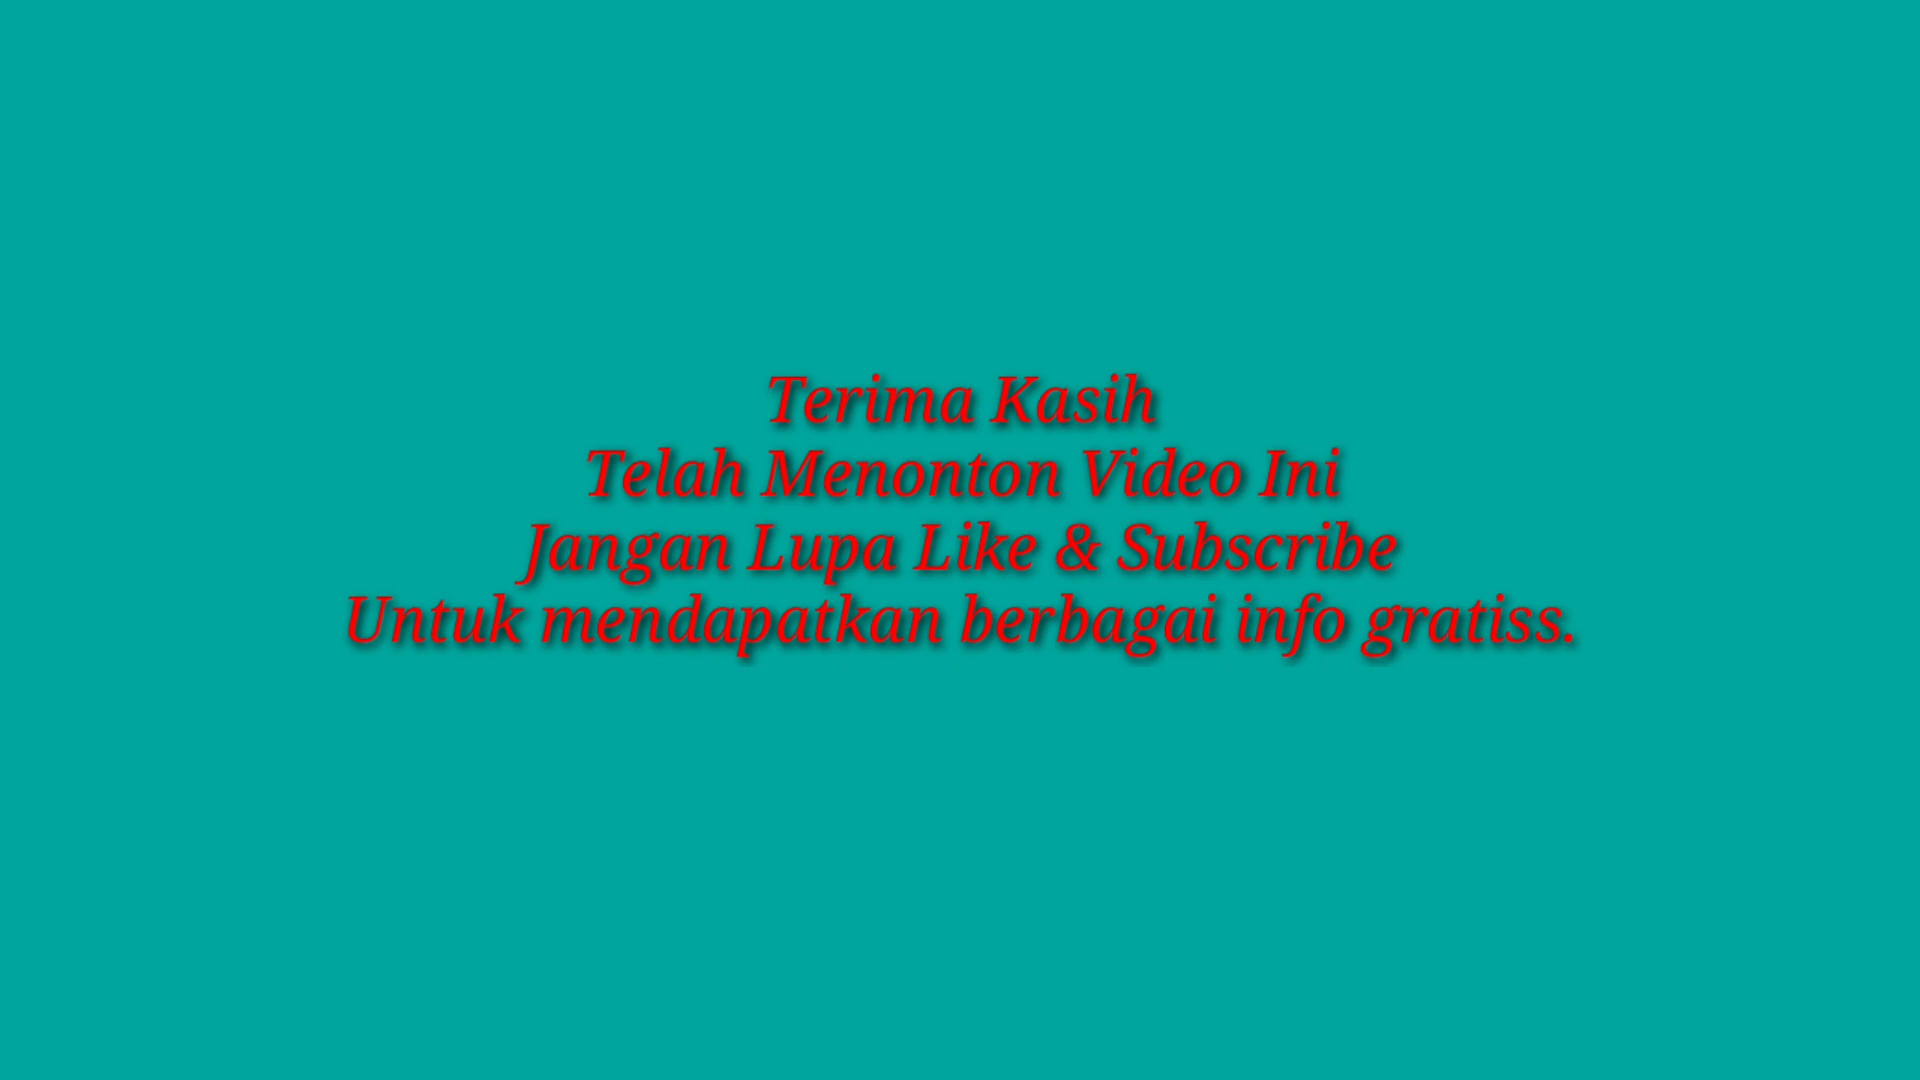 Terima Kasih
Telah Menonton Video Ini
Jangan Lupa Like & Subscribe
Untuk mendapatkan berbagai info gratiss.